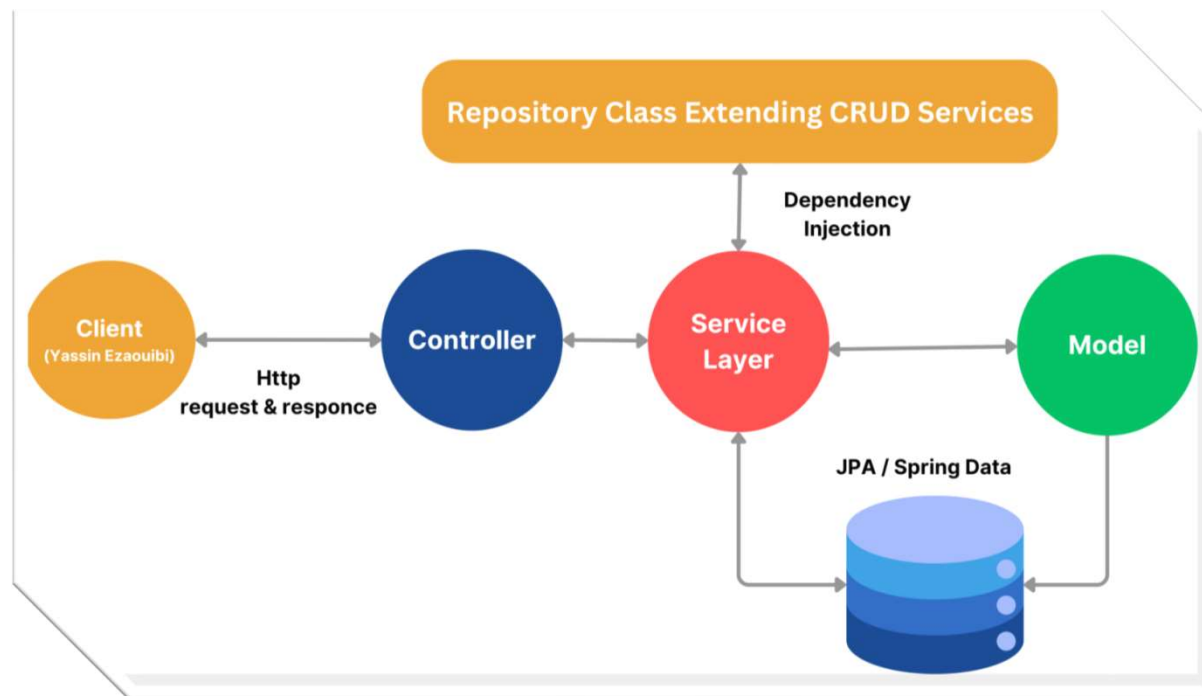 Repository Class Extending CRUD Services
Dependency
Injection
Client
(Yassin Ezaouibi)
Http
request & responce
Controller
Service
Layer
Model
JPA / Spring Data